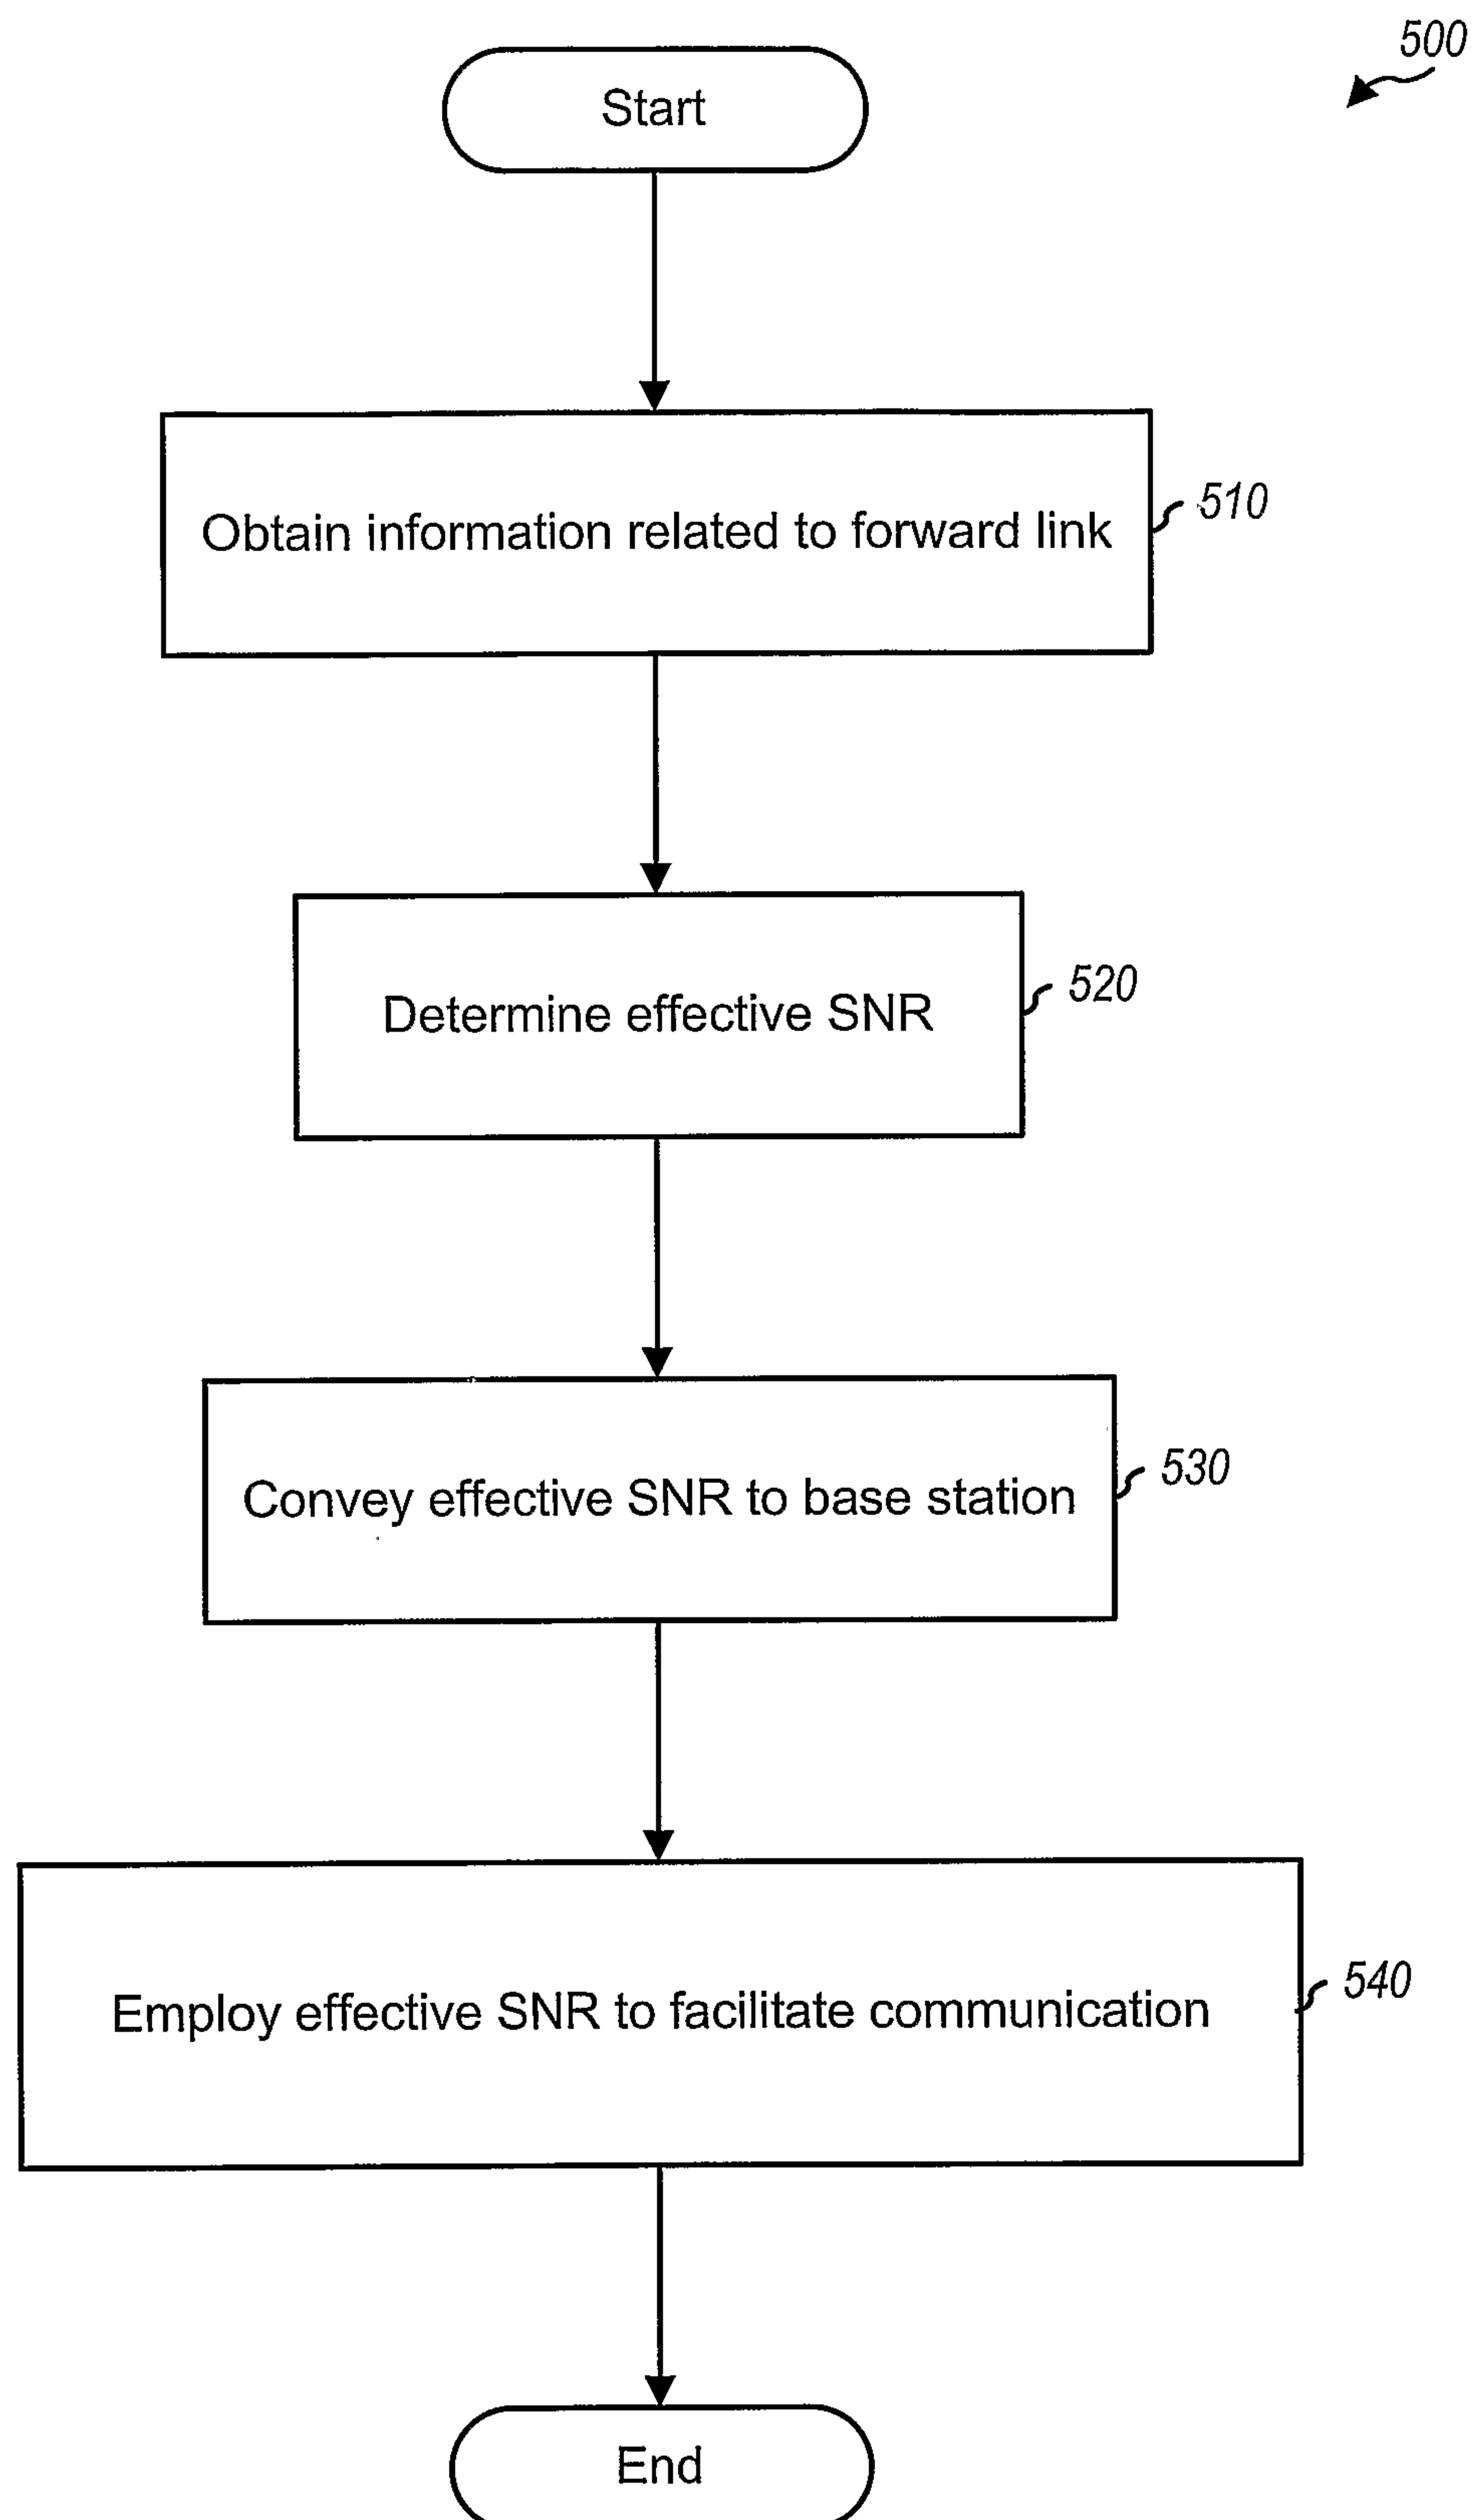 500
Start
Obtain information related to forward link
510
Determine effective SNR
520
Convey effective SNR to base station
530
Employ effective SNR to facilitate communication
540
End